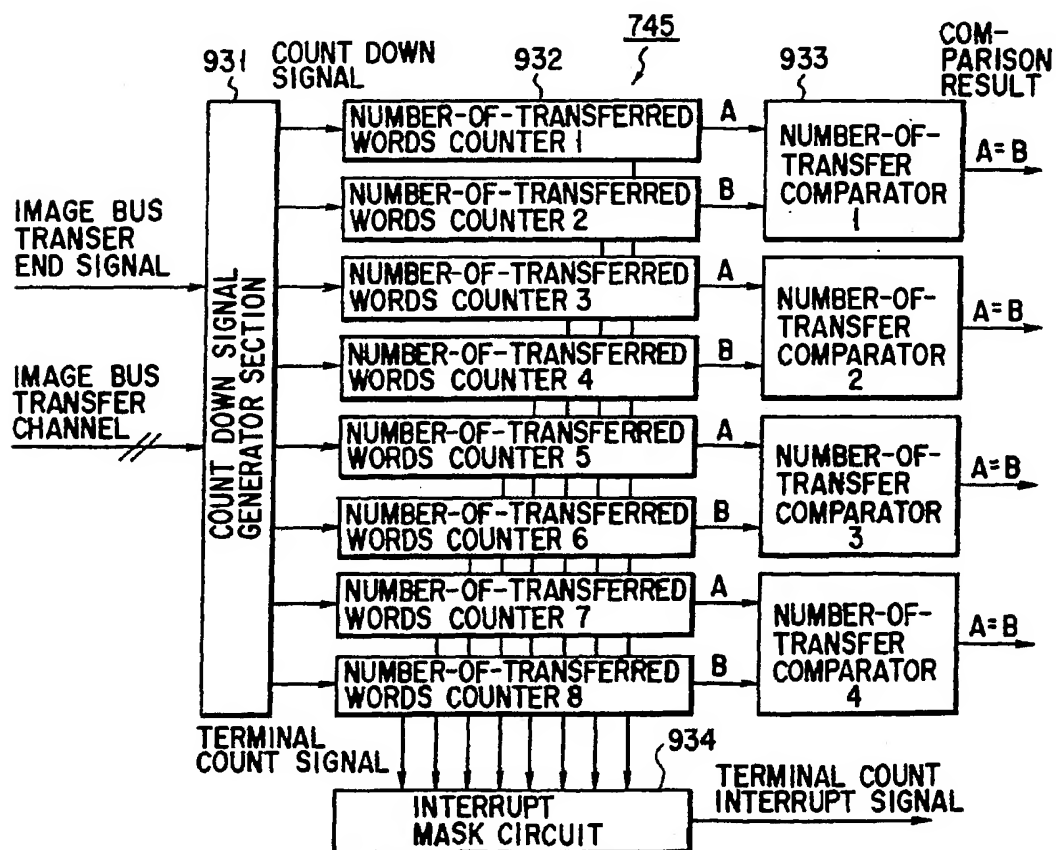 745
931
COUNT DOWN
SIGNAL
932
933
COM-
PARISON
RESULT
IMAGE BUS
TRANSER
END SIGNAL
IMAGE BUS
TRANSFER
CHANNEL
COUNT DOWN SIGNAL
GENERATOR SECTION
NUMBER-OF-TRANSFERRED
WORDS COUNTER 1
A
NUMBER-OF-TRANSFERRED
WORDS COUNTER 2
B
NUMBER-OF-
TRANSFER
COMPARATOR
1
A=B
NUMBER-OF-TRANSFERRED
WORDS COUNTER 3
A
NUMBER-OF-TRANSFERRED
WORDS COUNTER 4
B
NUMBER-OF-
TRANSFER
COMPARATOR
2
A=B
NUMBER-OF-TRANSFERRED
WORDS COUNTER 5
A
NUMBER-OF-TRANSFERRED
WORDS COUNTER 6
B
NUMBER-OF-
TRANSFER
COMPARATOR
3
A=B
NUMBER-OF-TRANSFERRED
WORDS COUNTER 7
A
NUMBER-OF-TRANSFERRED
WORDS COUNTER 8
B
NUMBER-OF-
TRANSFER
COMPARATOR
4
A=B
TERMINAL
COUNT SIGNAL
934
INTERRUPT
MASK CIRCUIT
TERMINAL COUNT
INTERRUPT SIGNAL